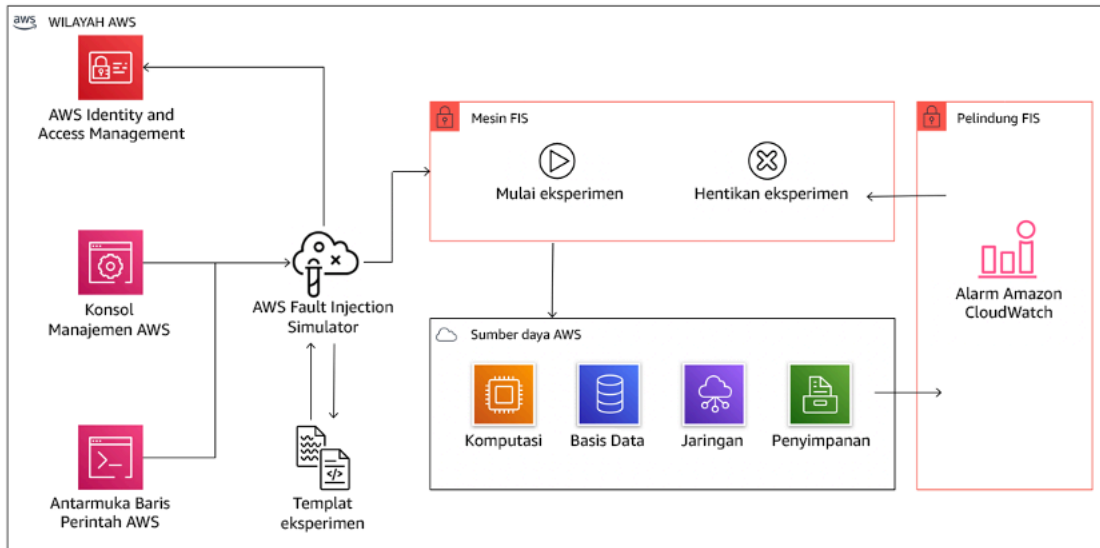 aws
WILAYAH AWS
AWS Identity and
Access Management
Konsol
Manajemen AWS
Antarmuka Baris
Perintah AWS
AWS Fault Injection
Simulator
Templat
eksperimen
Mesin FIS
Mulai eksperimen
Hentikan eksperimen
Sumber daya AWS
Komputasi
Basis Data
Jaringan
Penyimpanan
Pelindung FIS
Alarm Amazon
CloudWatch